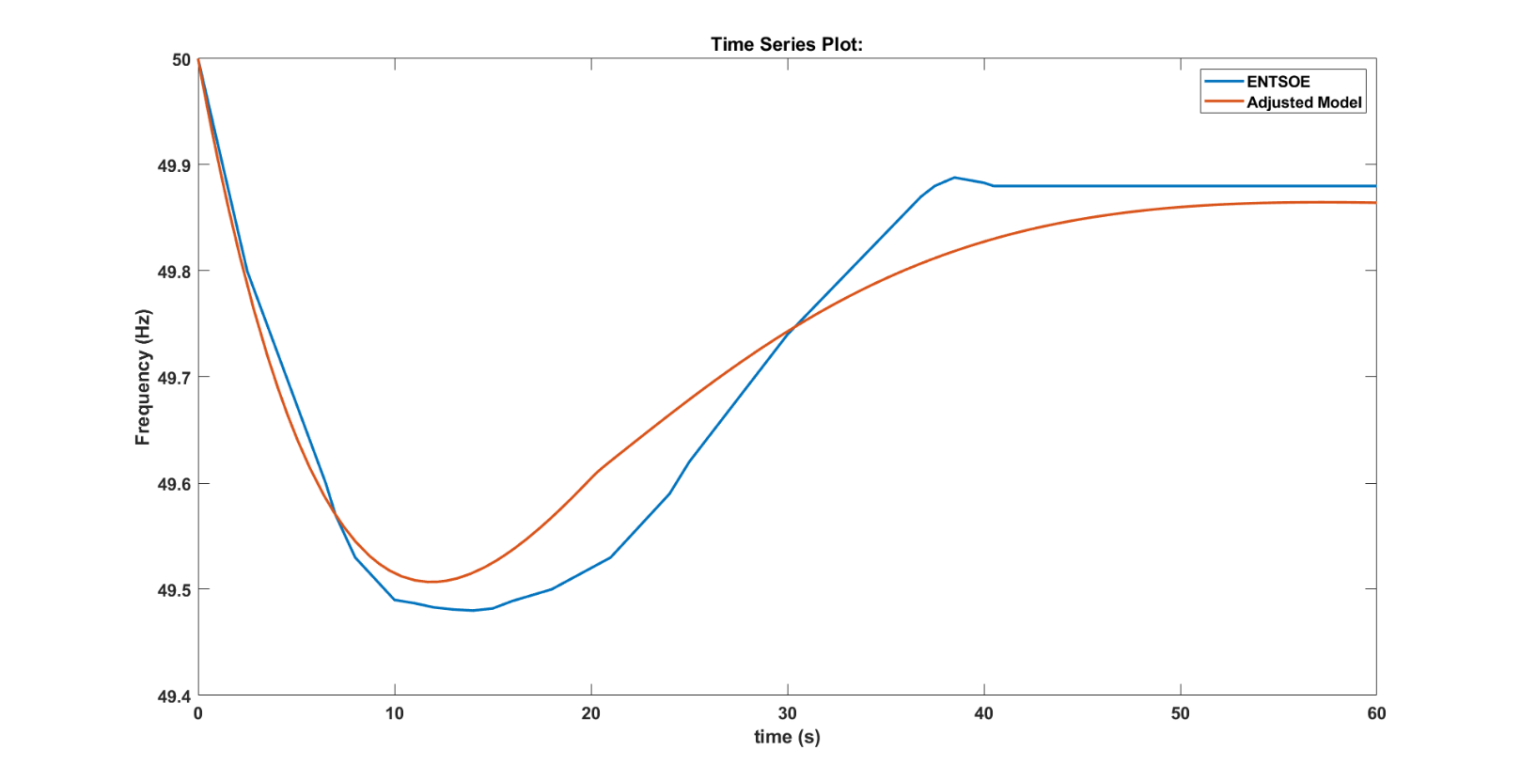 Time Series Plot:
ENTSOE
Adjusted Model
50
49.9
49.8
49.7
49.6
49.5
49.4
Frequency (Hz)
0 10 20 30 40 50 60
time (s)